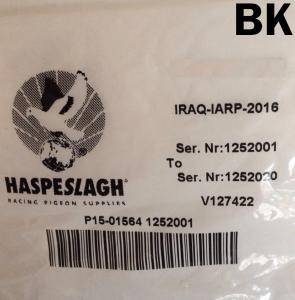 BK
IRAQ-IARP-2016
Ser. Nr:1252001
To
Ser. Nr:1252020
V127422
HASPESLAGH®
RACING PIGEON SUPPLIES
P15-01564 1252001